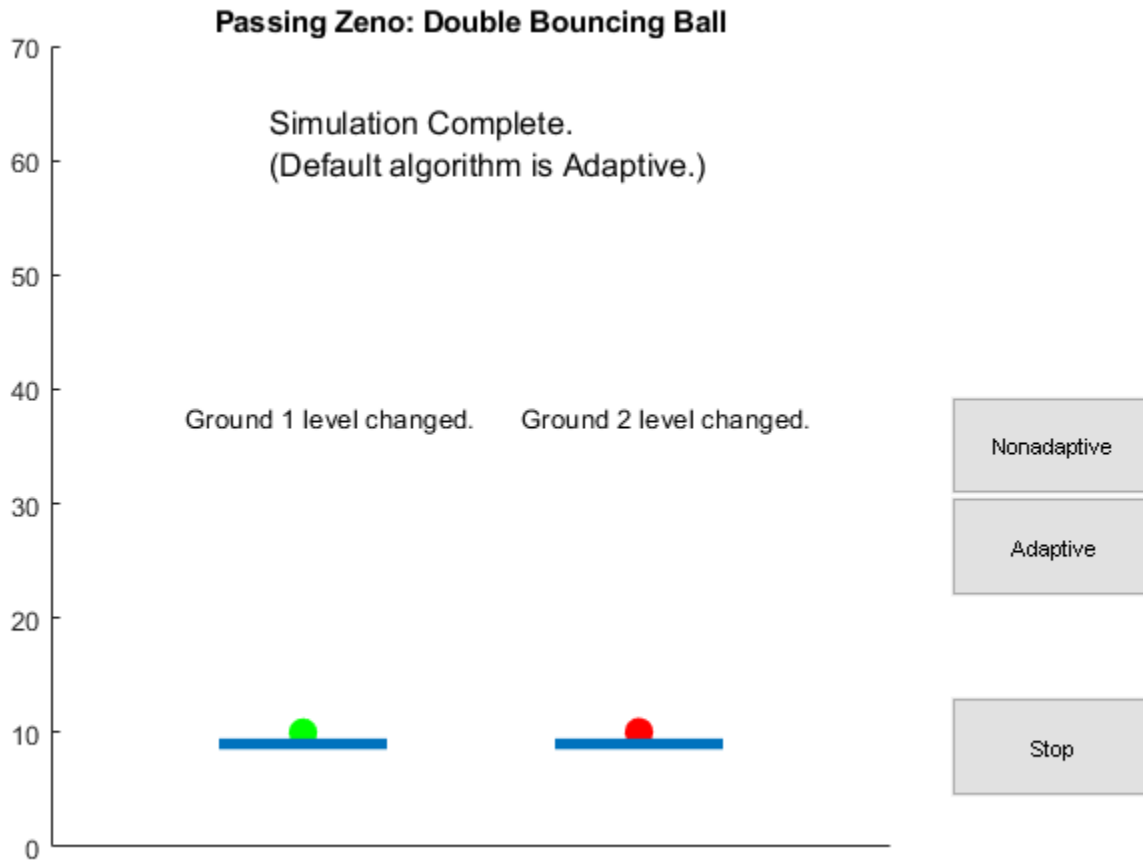 Passing Zeno: Double Bouncing Ball
70
Simulation Complete.
(Default algorithm is Adaptive.)
60
50
40
Ground 1 level changed.
Ground 2 level changed.
Nonadaptive
30
Adaptive
20
10
Stop
0